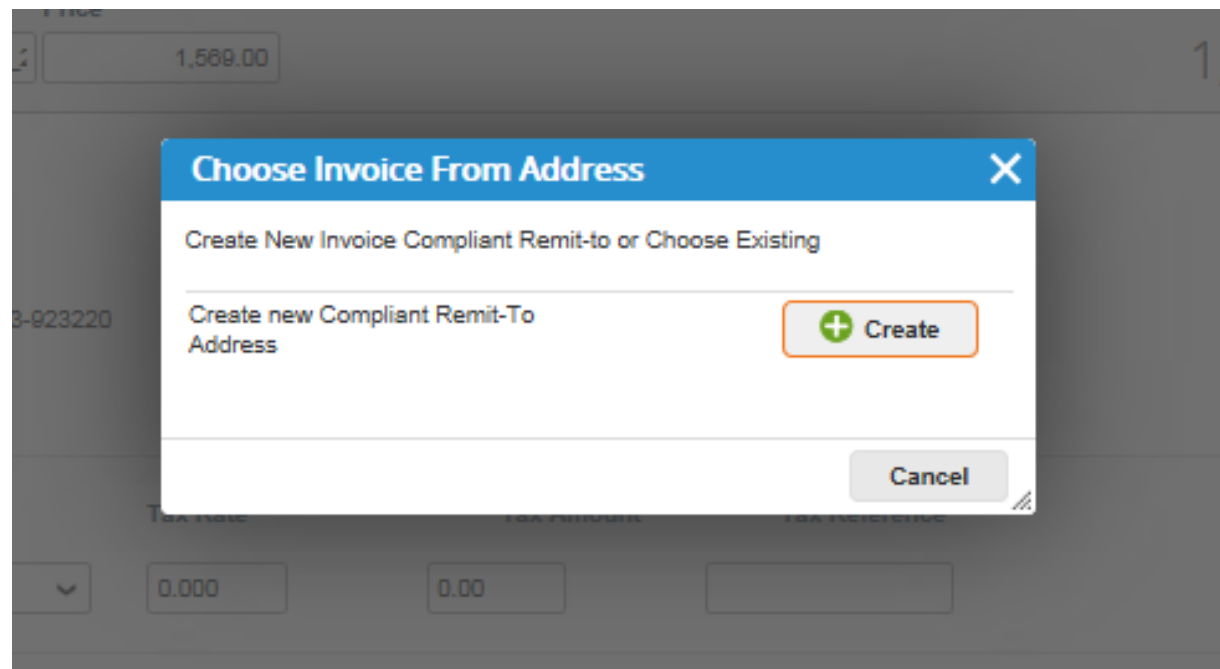 Price
1,569.00
1
Choose Invoice From Address
Create New Invoice Compliant Remit-to or Choose Existing
Create new Compliant Remit-To
Address
Create
3-923220
Cancel
Tax Rate Tax Amount Tax Reference
0.000 0.00